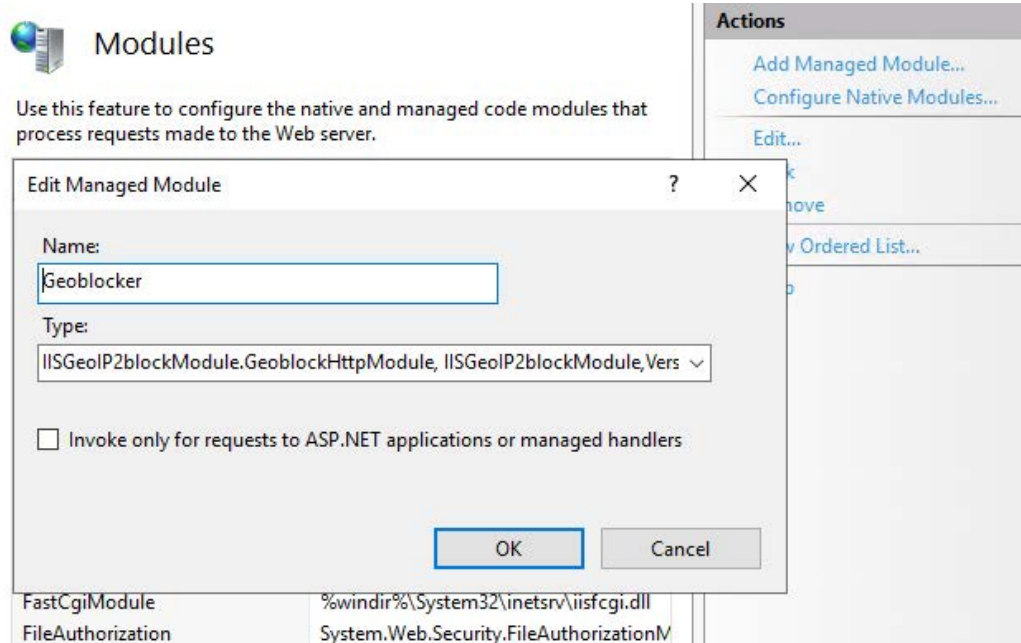 Modules
Use this feature to configure the native and managed code modules that
process requests made to the Web server.
Edit Managed Module
?
Name:
Geoblocker
Type:
IISGeoIP2blockModule.GeoblockHttpModule, IISGeoIP2blockModule,Vers
Invoke only for requests to ASP.NET applications or managed handlers
OK Cancel
FastCgiModule %windir%\System32\inetsrv\iisfcgi.dll
FileAuthorization System.Web.Security.FileAuthorizationM
Actions
Add Managed Module...
Configure Native Modules...
Edit...
Ordered List...